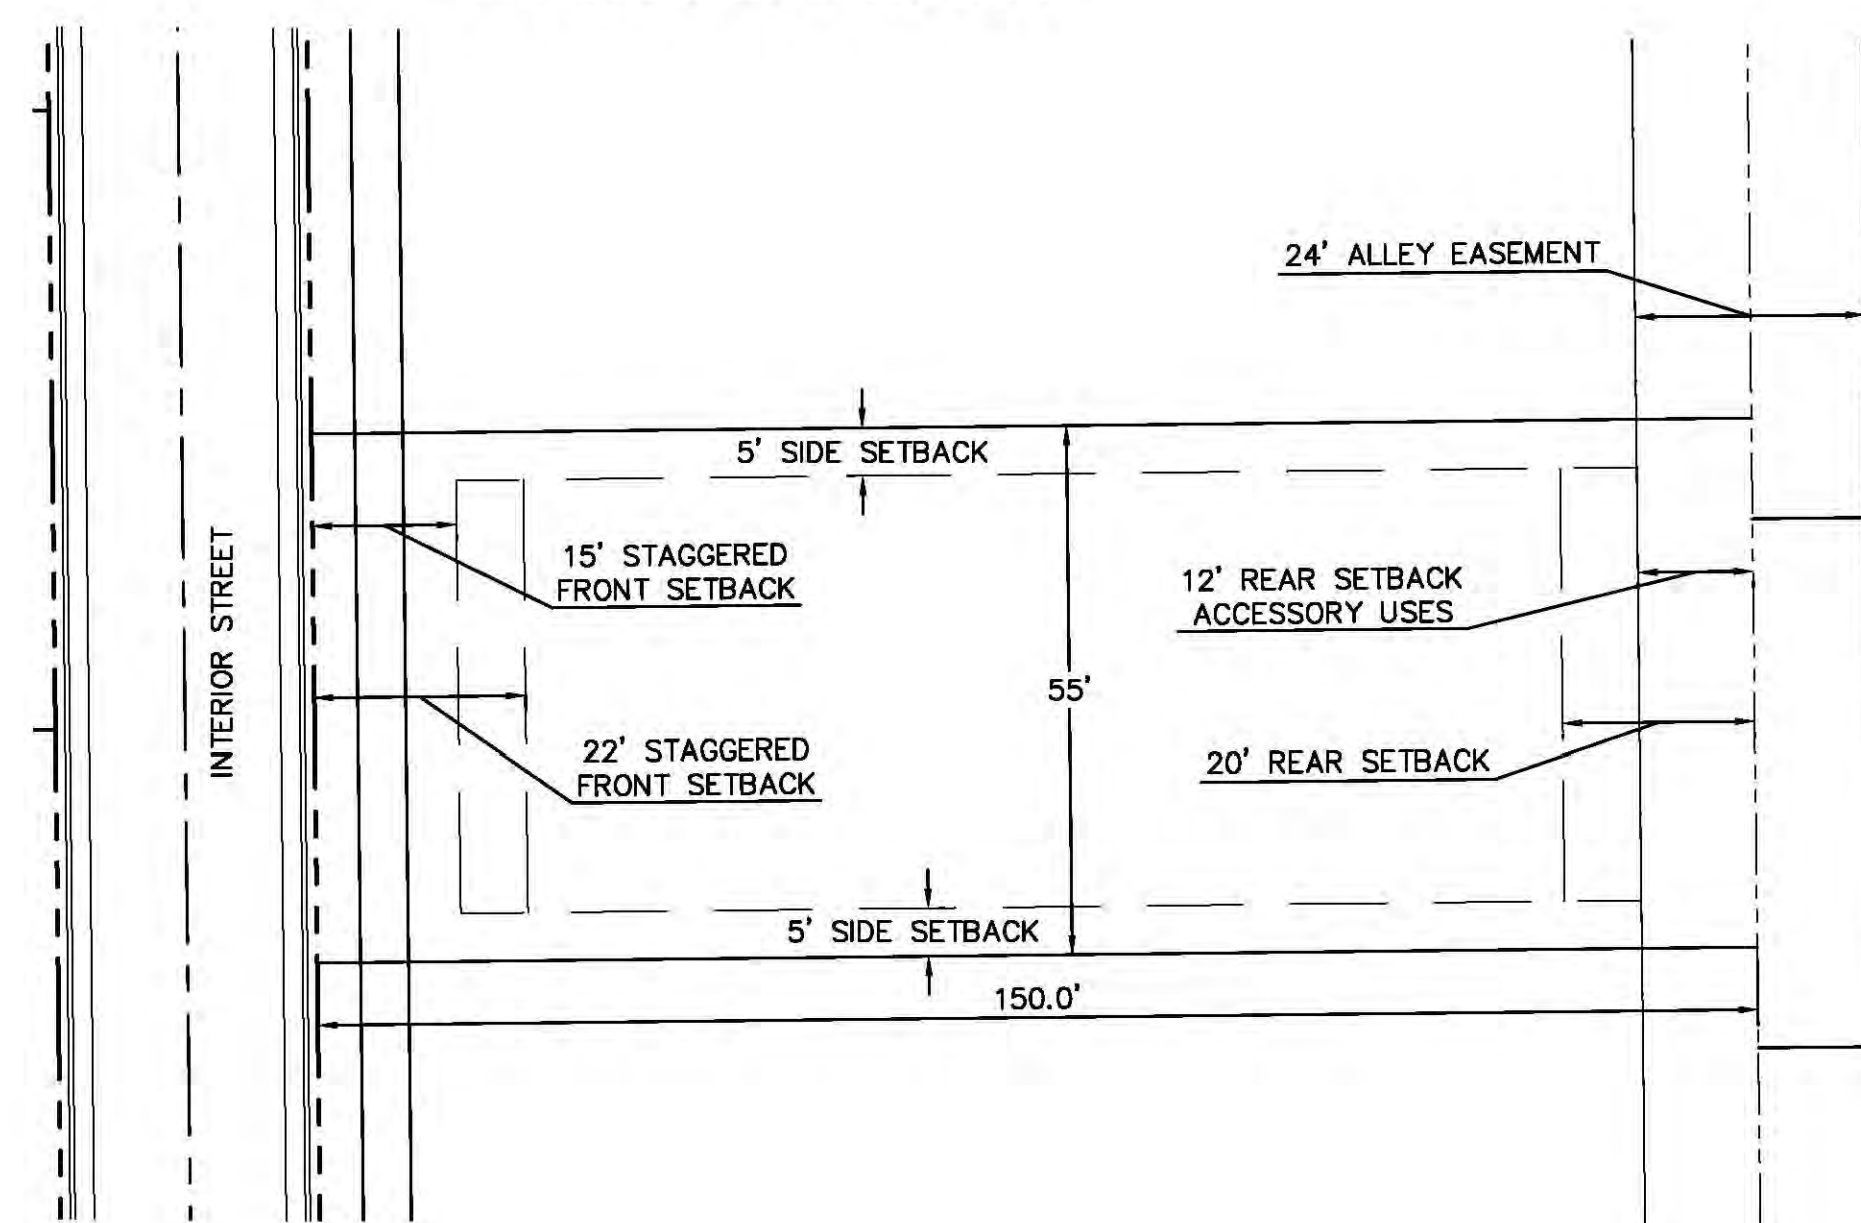 24' ALLEY EASEMENT
5' SIDE SETBACK
15' STAGGERED
FRONT SETBACK
12' REAR SETBACK
ACCESSORY USES
INTERIOR STREET
55'
22' STAGGERED
FRONT SETBACK
20' REAR SETBACK
5' SIDE SETBACK
150.0'